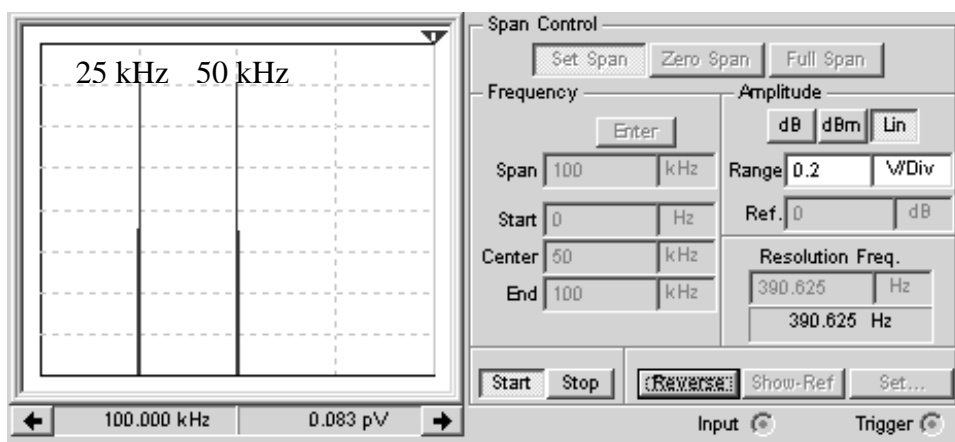 25 kHz 50 kHz
100.000 kHz 0.083 pV
Span Control
Set Span Zero Span Full Span
Frequency
Enter
Span 100 kHz
Start 0 Hz
Center 50 kHz
End 100 kHz
Amplitude
dB dBm Lin
Range 0.2 V/Div
Ref. 0 dB
Resolution Freq.
390.625 Hz
390.625 Hz
Start Stop Reverse Show-Ref Set...
Input Trigger